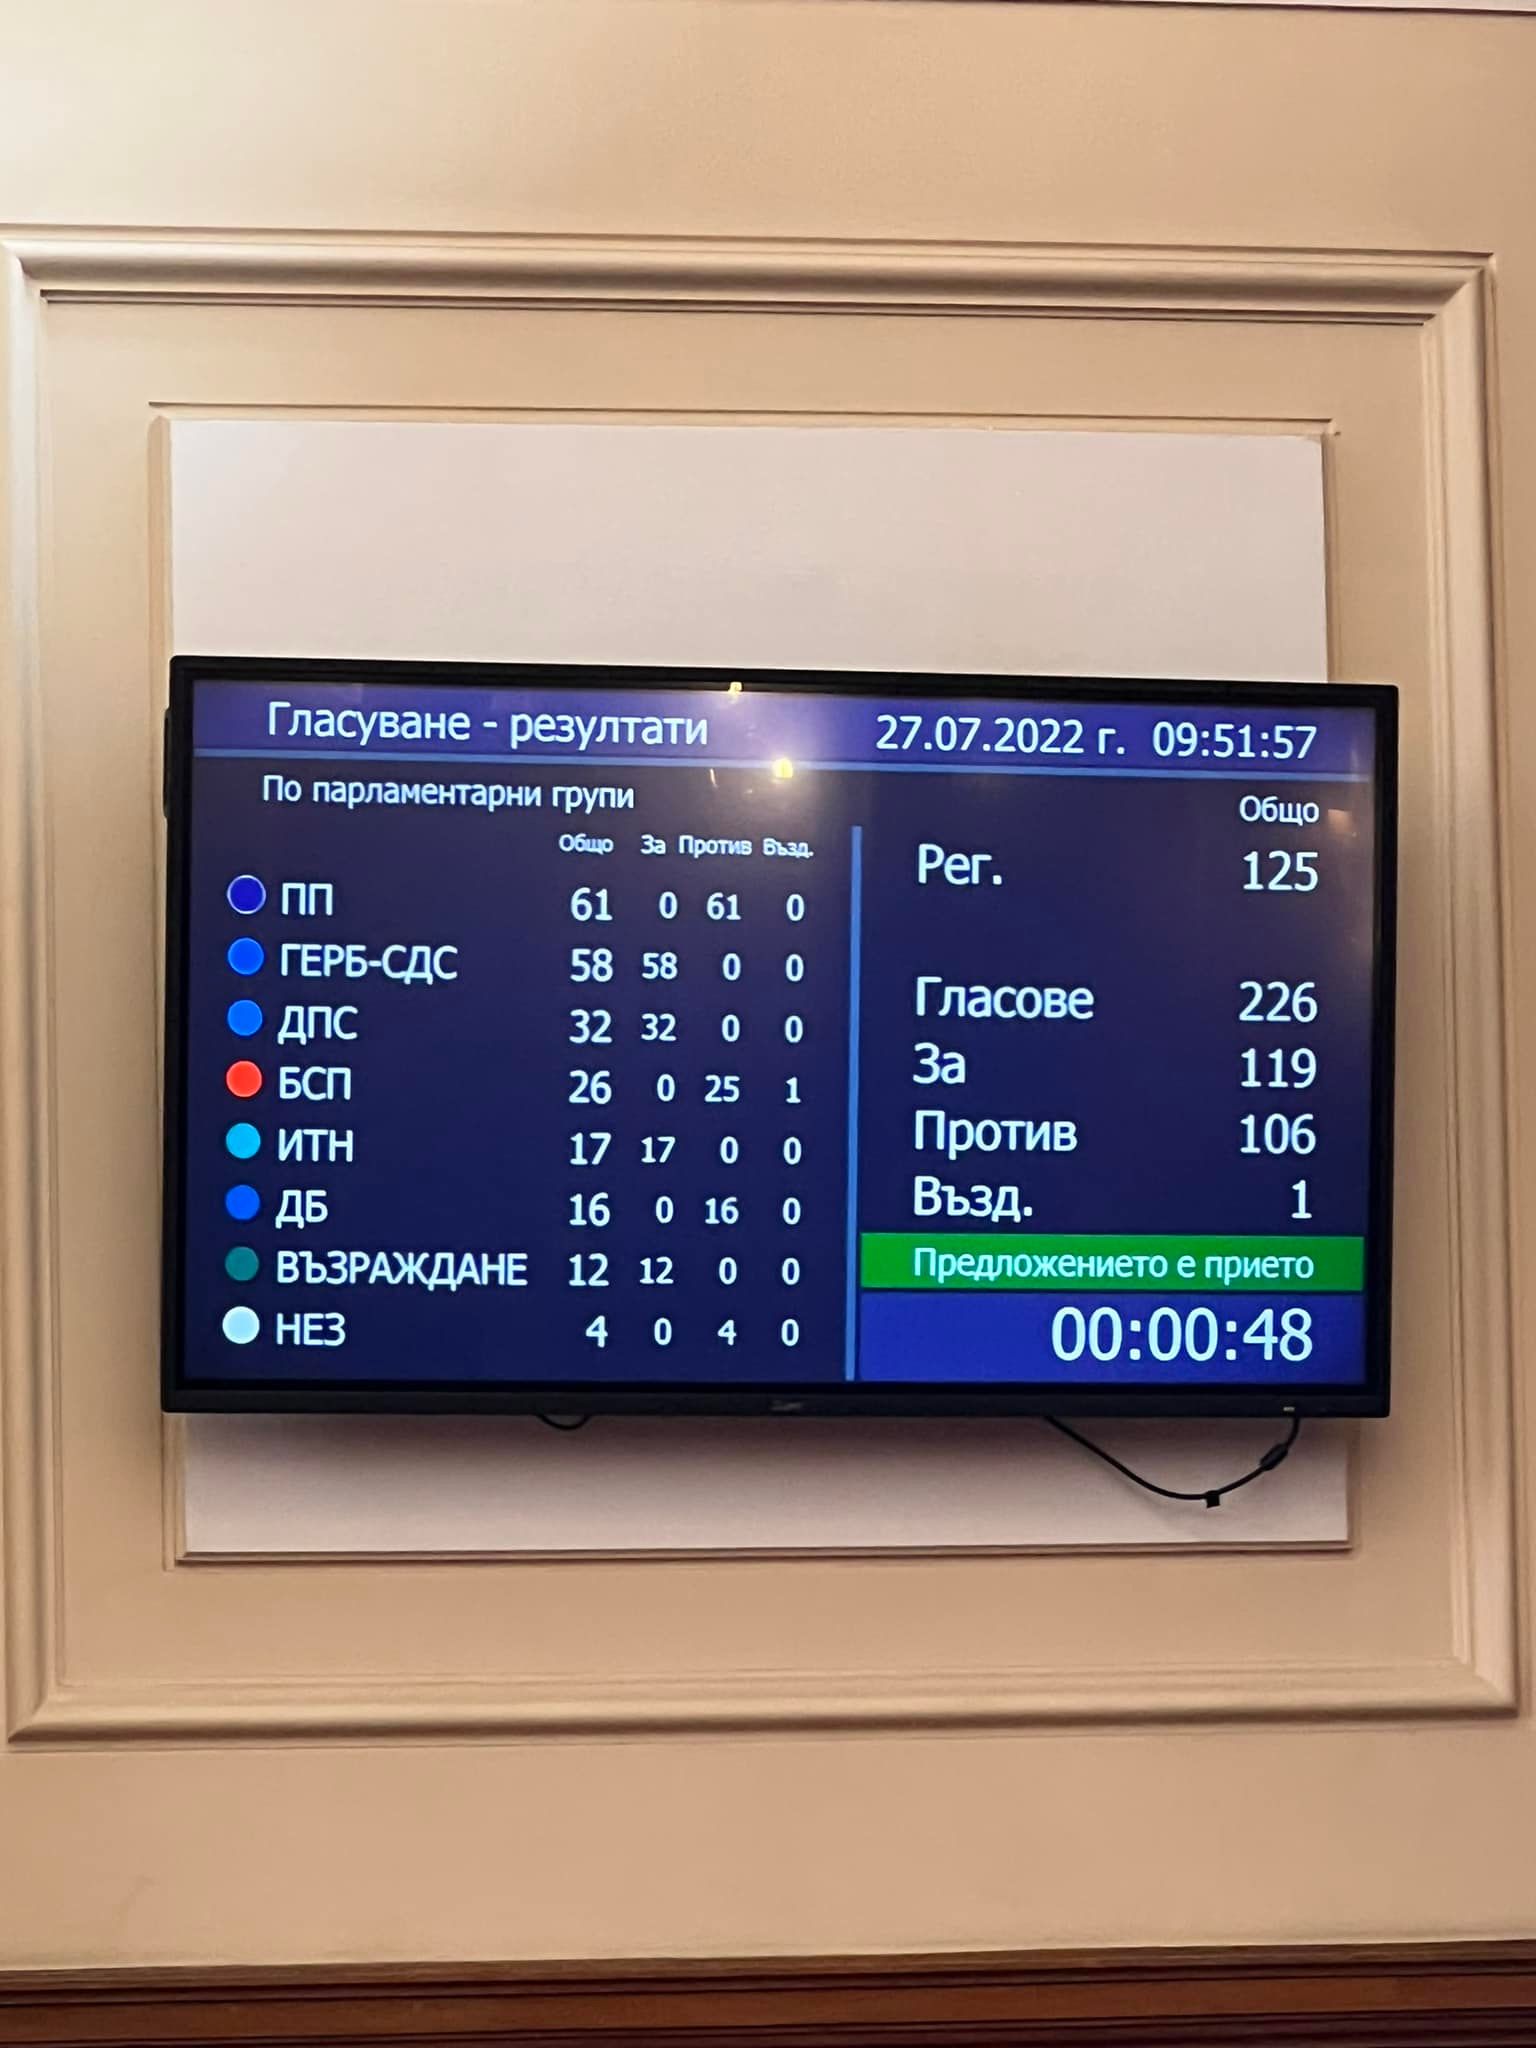 Гласуване - резултати 27.07.2022 г. 09:51:57
По парламентарни групи
Общо За Против Възд.
ПП 61 0 61 0
ГЕРБ-СДС 58 58 0 0
ДПС 32 32 0 0
БСП 26 0 25 1
ИТН 17 17 0 0
ДБ 16 0 16 0
ВЪЗРАЖДАНЕ 12 12 0 0
НЕЗ 4 0 4 0
Общо
Рег. 125
Гласове 226
За 119
Против 106
Възд. 1
Предложението е прието
00:00:48